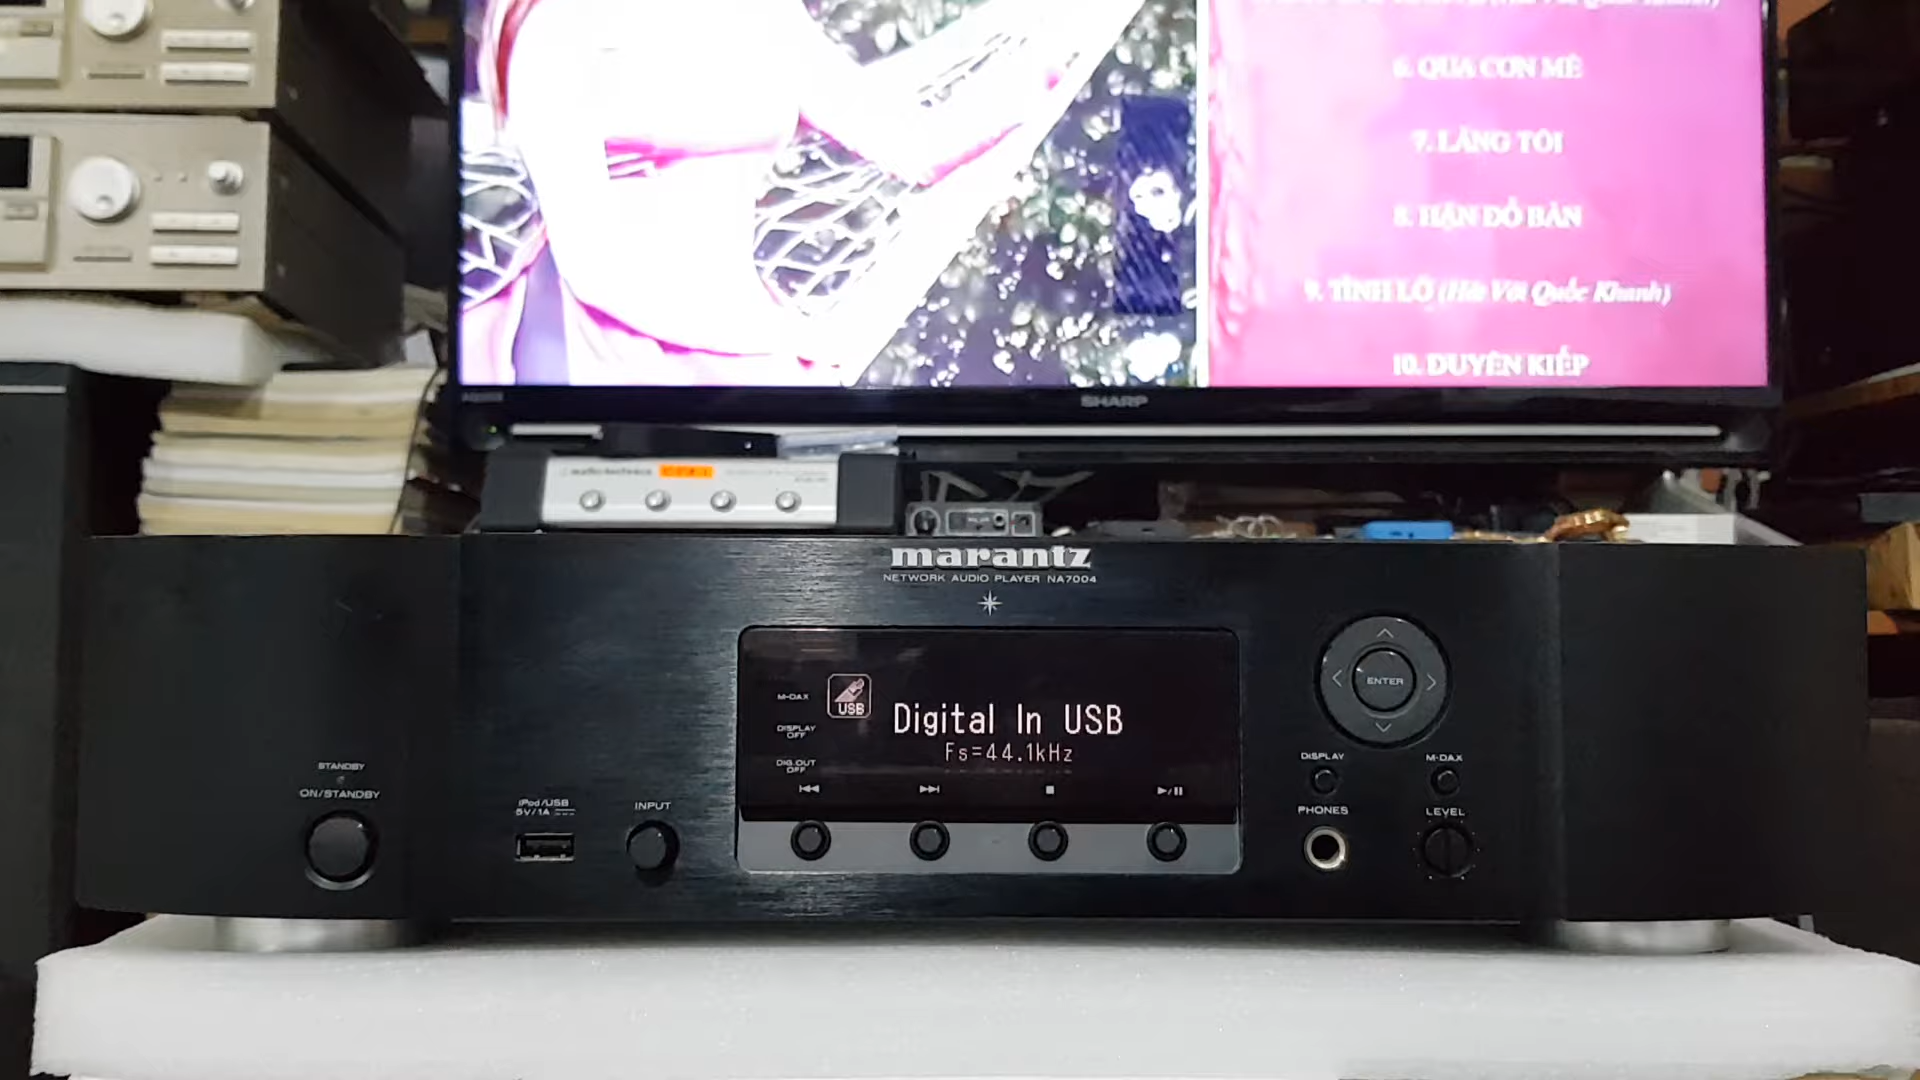 6. QUA CƠN MÊ
7. LÀNG TÔI
8. HẬN ĐỒ BÀN
9. TÌNH LỠ (Hát Với Quốc Khanh)
10. DUYÊN KIẾP
SHARP
audio-technica
marantz
NETWORK AUDIO PLAYER NA7004
M-DAX
USB
Digital In USB
DISPLAY
OFF
Fs=44.1kHz
DIG.OUT
OFF
ENTER
STANDBY
ON/STANDBY
iPod/USB
5V/1A
INPUT
DISPLAY
M-DAX
PHONES
LEVEL